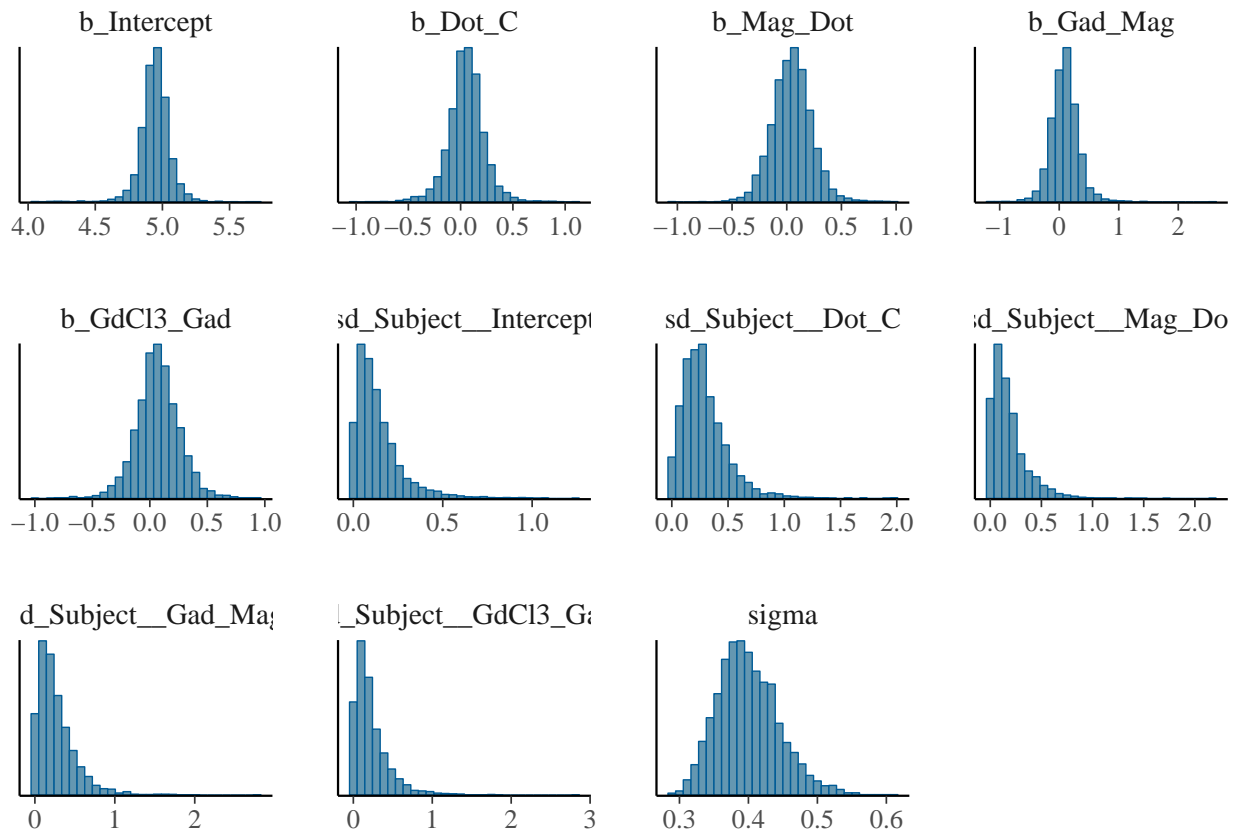 b_Intercept b_Dot_C b_Mag_Dot b_Gad_Mag
4.0 4.5 5.0 5.5 −1.0 −0.5 0.0 0.5 1.0 −1.0 −0.5 0.0 0.5 1.0 −1 0 1 2
b_GdCl3_Gad sd_Subject__Intercept sd_Subject__Dot_C sd_Subject__Mag_Do
−1.0 −0.5 0.0 0.5 1.0 0.0 0.5 1.0 0.0 0.5 1.0 1.5 2.0 0.0 0.5 1.0 1.5 2.0
d_Subject__Gad_Mag _Subject__GdCl3_Ga sigma
0 1 2 0 1 2 3 0.3 0.4 0.5 0.6